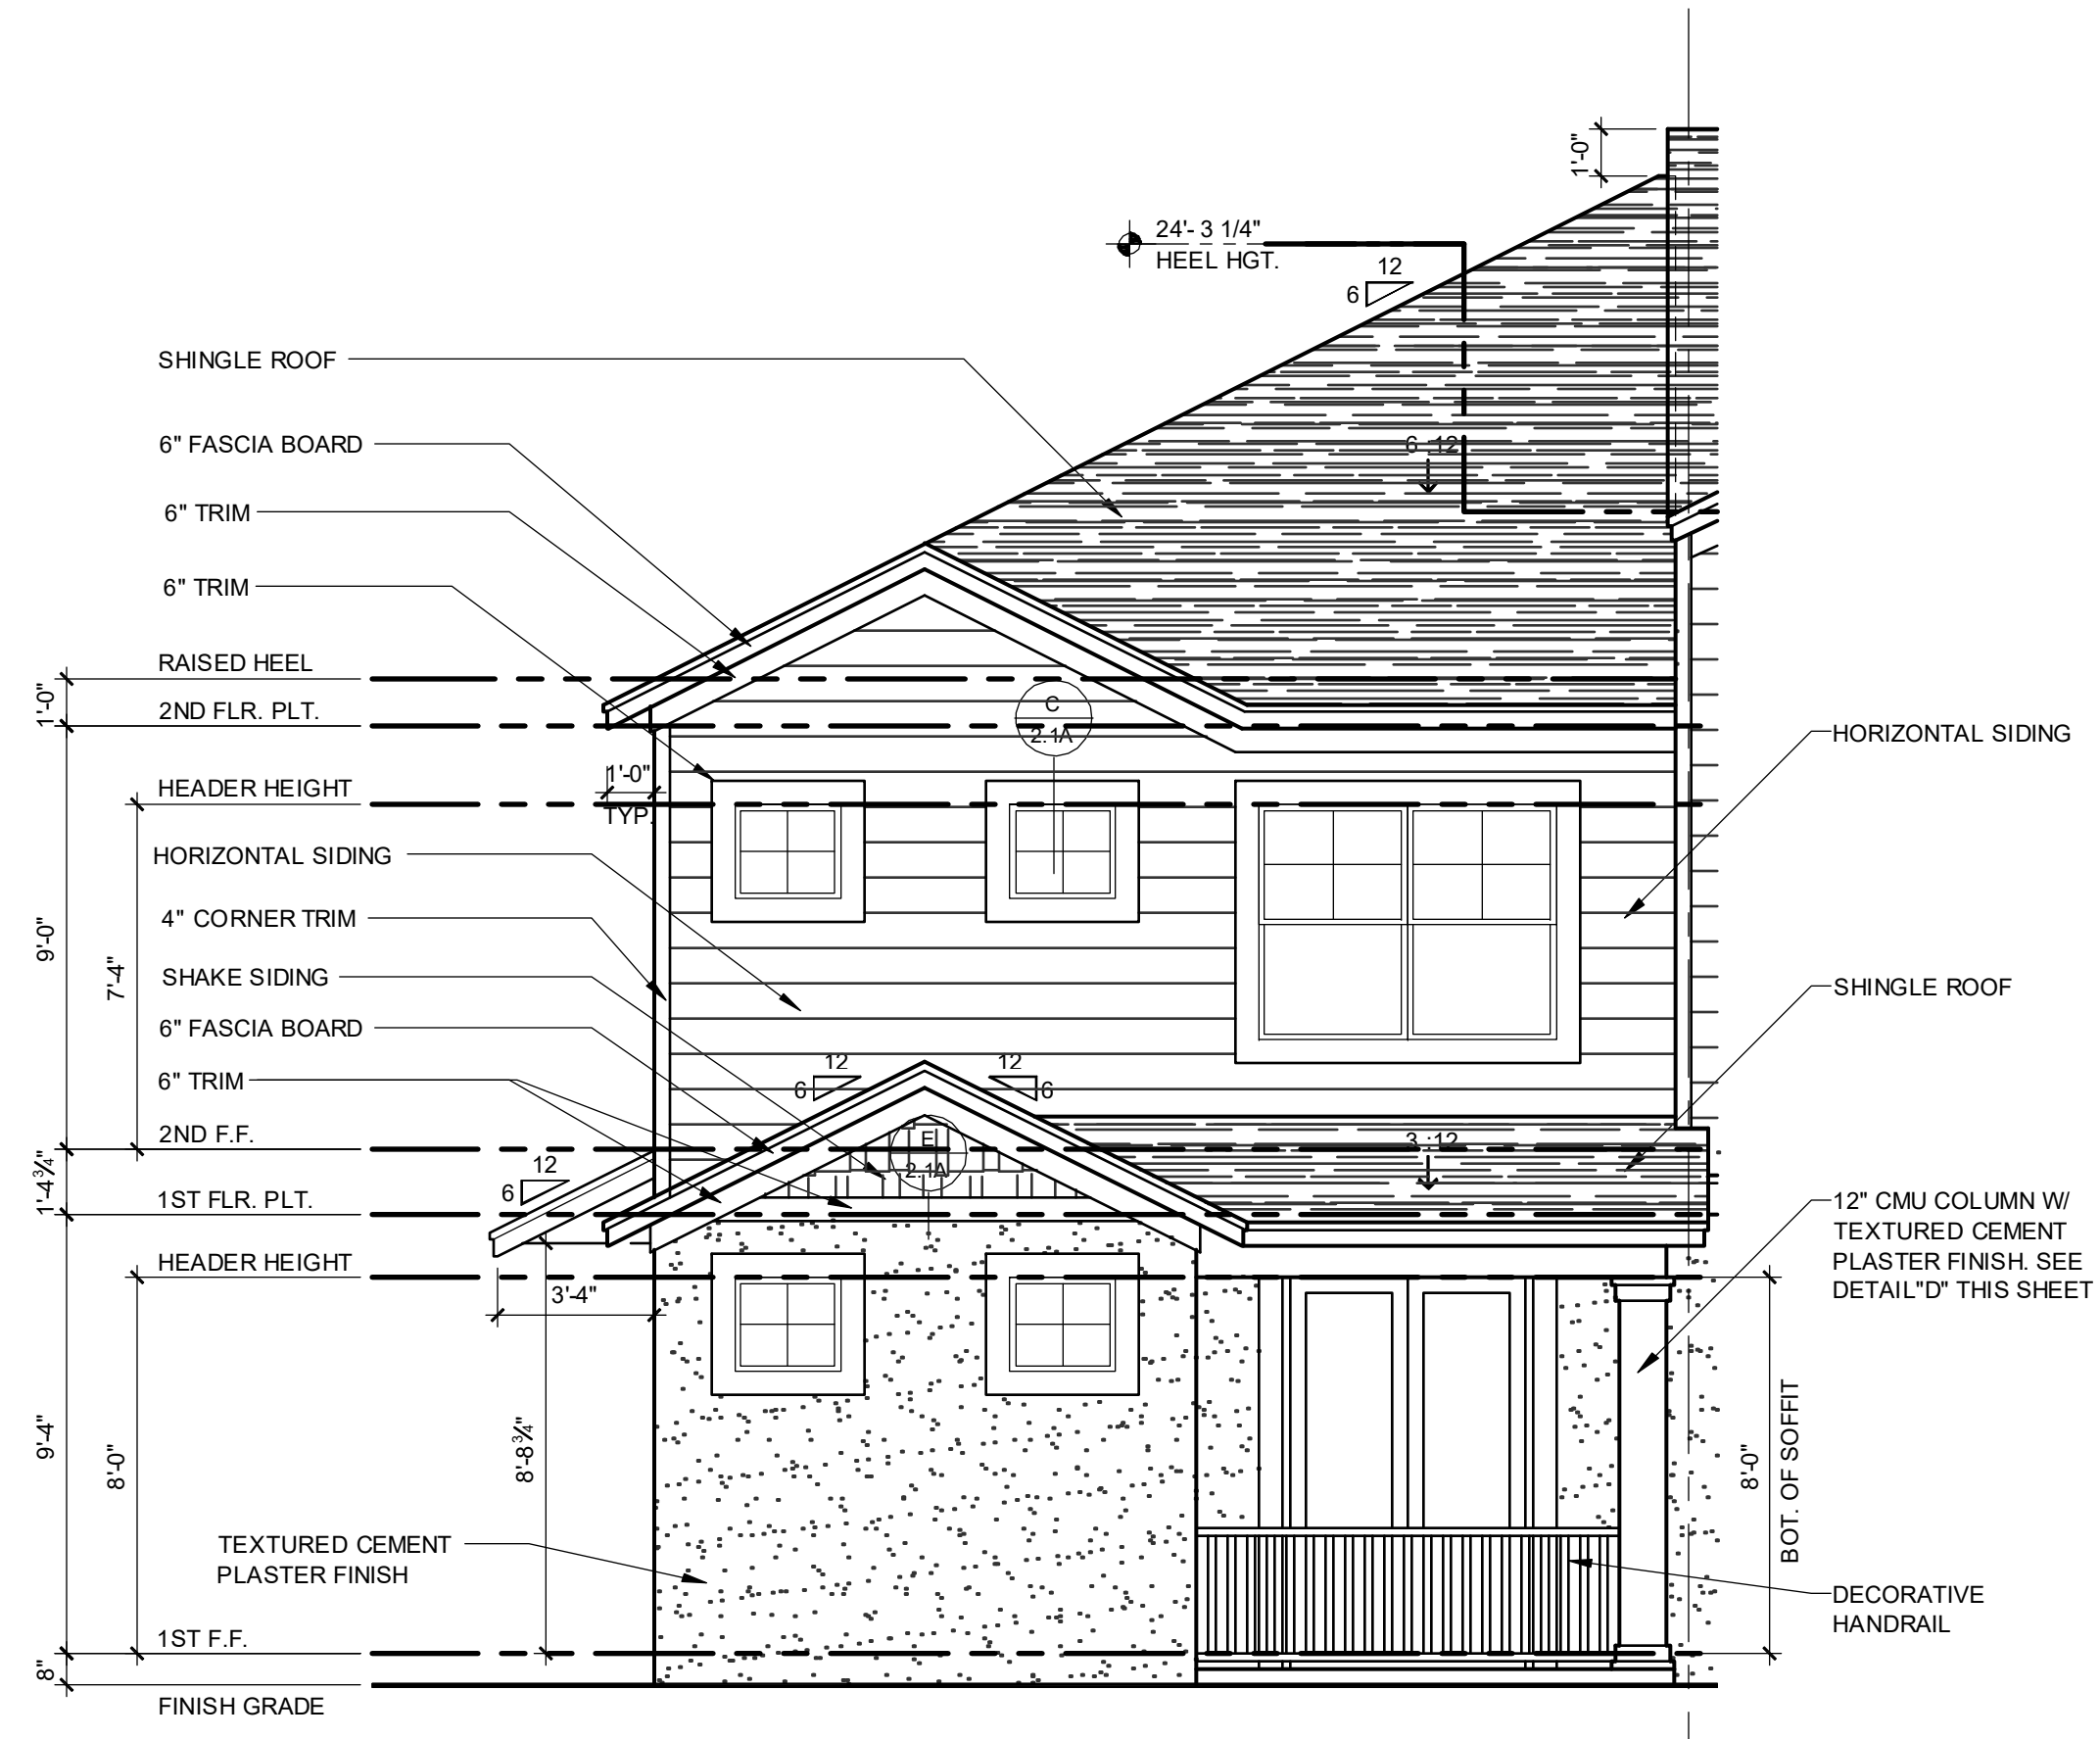 1'-0"
24'- 3 1/4"
HEEL HGT.
12
6
SHINGLE ROOF
6" FASCIA BOARD
6 :12
6" TRIM
6" TRIM
RAISED HEEL
1'-0"
2ND FLR. PLT.
C
2.1A
HORIZONTAL SIDING
HEADER HEIGHT
1'-0"
TYP.
HORIZONTAL SIDING
4" CORNER TRIM
9'-0"
7'-4"
SHAKE SIDING
SHINGLE ROOF
6" FASCIA BOARD
12
6
12
6
6" TRIM
2ND F.F.
E
2.1A
3 :12
1'-4¾"
12
6
1ST FLR. PLT.
12" CMU COLUMN W/
TEXTURED CEMENT
PLASTER FINISH. SEE
DETAIL"D" THIS SHEET
HEADER HEIGHT
3'-4"
9'-4"
8'-0"
8'-8¾"
8'-0"
BOT. OF SOFFIT
TEXTURED CEMENT
PLASTER FINISH
DECORATIVE
HANDRAIL
1ST F.F.
8"
FINISH GRADE